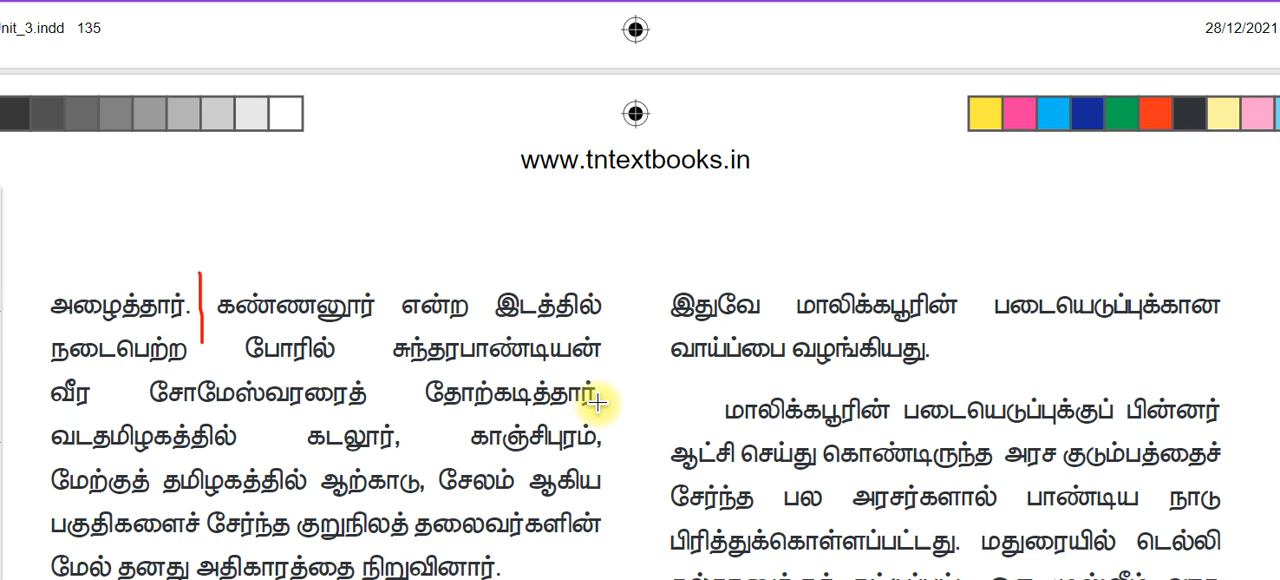 nit_3.indd 135
28/12/2021
www.tntextbooks.in
அழைத்தார். கண்ணனூர் என்ற இடத்தில்
நடைபெற்ற போரில் சுந்தரபாண்டியன்
வீர சோமேஸ்வரரைத் தோற்கடித்தார்.
வடதமிழகத்தில் கடலூர், காஞ்சிபுரம்,
மேற்குத் தமிழகத்தில் ஆற்காடு, சேலம் ஆகிய
பகுதிகளைச் சேர்ந்த குறுநிலத் தலைவர்களின்
மேல் தனது அதிகாரத்தை நிறுவினார்.
இதுவே மாலிக்கபூரின் படையெடுப்புக்கான
வாய்ப்பை வழங்கியது.
மாலிக்கபூரின் படையெடுப்புக்குப் பின்னர்
ஆட்சி செய்து கொண்டிருந்த அரச குடும்பத்தைச்
சேர்ந்த பல அரசர்களால் பாண்டிய நாடு
பிரித்துக்கொள்ளப்பட்டது. மதுரையில் டெல்லி